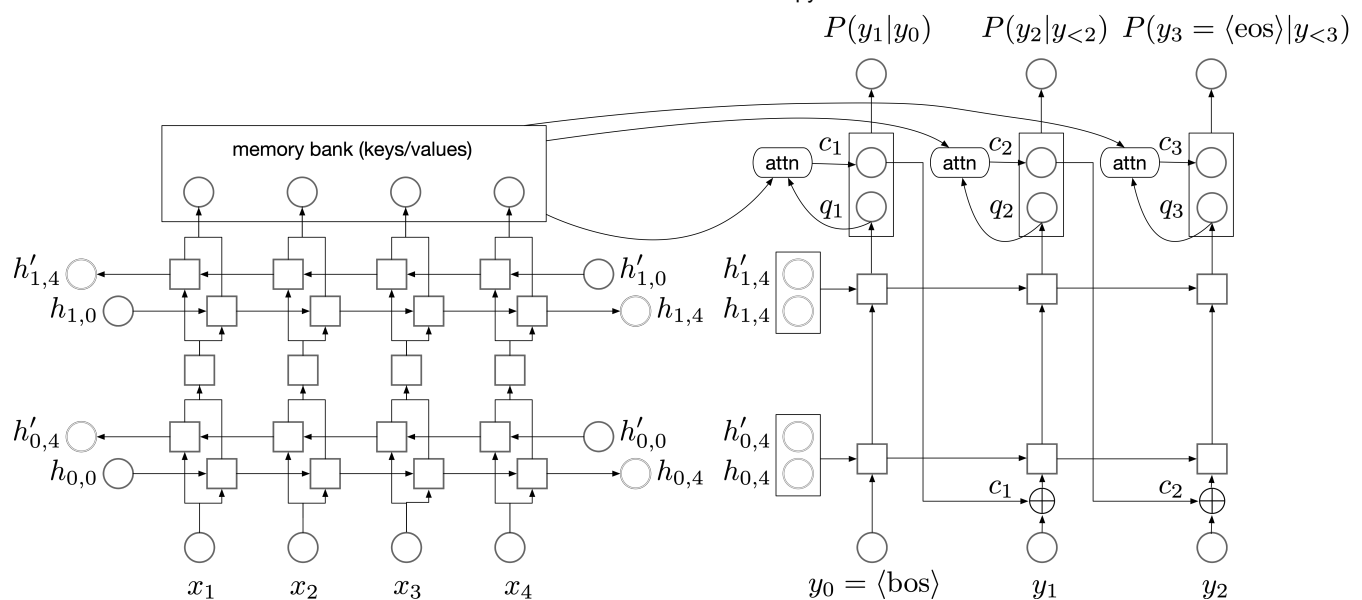 P(y₁|y₀) P(y₂|y<₂) P(y₃ = ⟨eos⟩|y<₃)
memory bank (keys/values)
attn c₁ attn c₂ attn c₃
q₁ q₂ q₃
h′₁,₄ h′₁,₀ h′₁,₄
h₁,₀ h₁,₄ h₁,₄
h′₀,₄ h′₀,₀ h′₀,₄
h₀,₀ h₀,₄ h₀,₄
c₁ c₂
x₁ x₂ x₃ x₄ y₀ = ⟨bos⟩ y₁ y₂